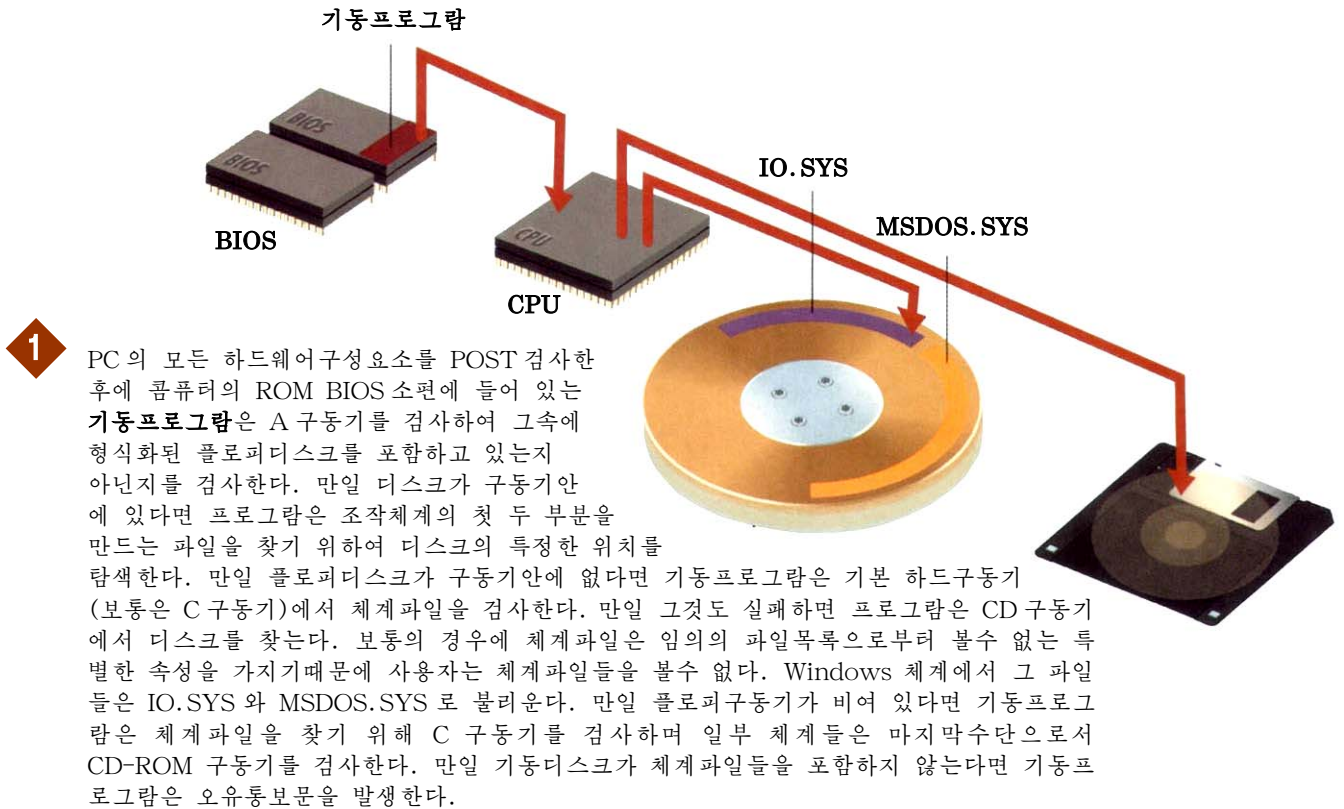 기동프로그람
BIOS
BIOS
BIOS
CPU
CPU
IO.SYS
MSDOS.SYS
1
PC의 모든 하드웨어구성요소를 POST검사한
후에 콤퓨터의 ROM BIOS소편에 들어 있는
기동프로그람은 A구동기를 검사하여 그속에
형식화된 플로피디스크를 포함하고 있는지
아닌지를 검사한다. 만일 디스크가 구동기안
에 있다면 프로그람은 조작체계의 첫 두 부분을
만드는 파일을 찾기 위하여 디스크의 특정한 위치를
탐색한다. 만일 플로피디스크가 구동기안에 없다면 기동프로그람은 기본 하드구동기
(보통은 C구동기)에서 체계파일을 검사한다. 만일 그것도 실패하면 프로그람은 CD구동기
에서 디스크를 찾는다. 보통의 경우에 체계파일은 임의의 파일목록으로부터 볼수 없는 특
별한 속성을 가지기때문에 사용자는 체계파일들을 볼수 없다. Windows 체계에서 그 파일
들은 IO.SYS와 MSDOS.SYS로 불리운다. 만일 플로피구동기가 비여 있다면 기동프로그
람은 체계파일을 찾기 위해 C 구동기를 검사하며 일부 체계들은 마지막수단으로서
CD-ROM 구동기를 검사한다. 만일 기동디스크가 체계파일들을 포함하지 않는다면 기동프
로그람은 오유통보문을 발생한다.